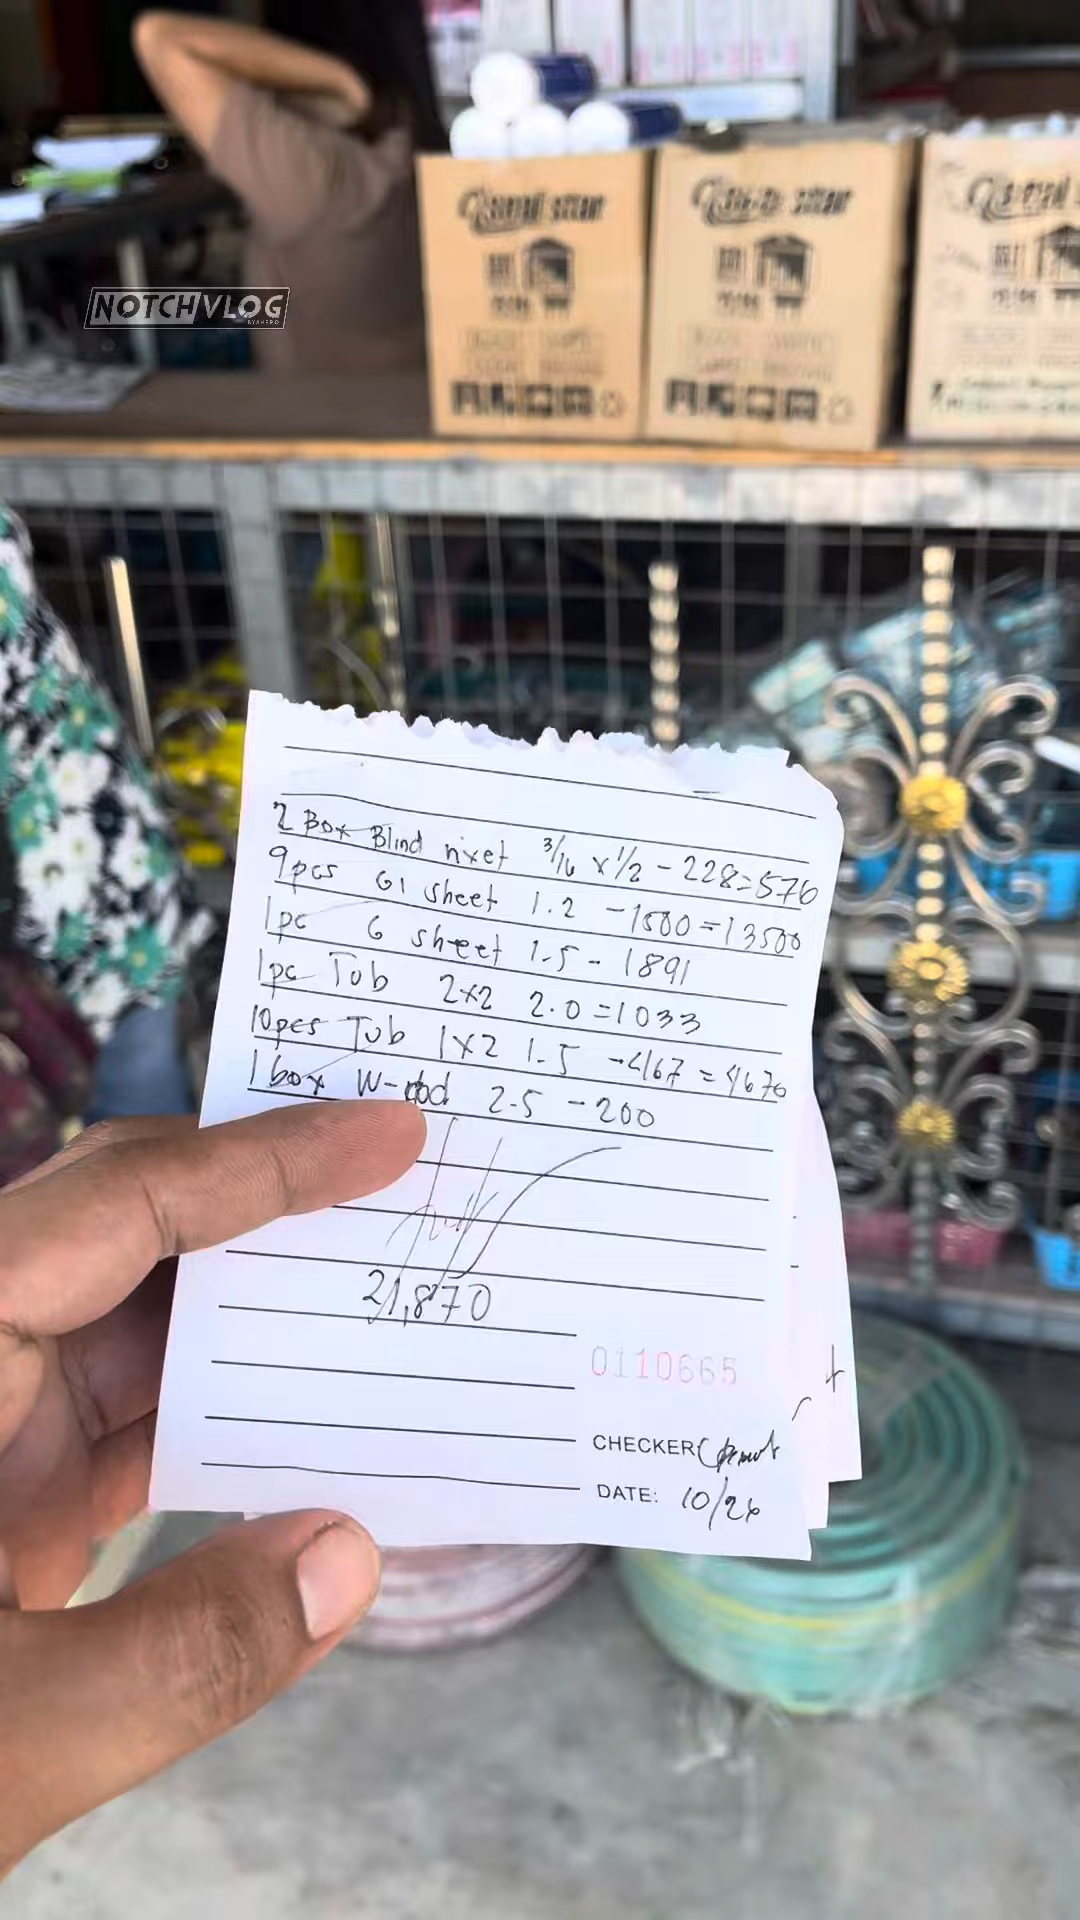 NOTCHVLOG
2 Box Blind rivet 3/16 x 1/2 - 228=576
9pcs GI sheet 1.2 -1500=13500
1pc G sheet 1.5 - 1891
1pc Tub 2x2 2.0=1033
10pcs Tub 1x2 1.5 -467=4670
1box W-rod 2.5 -200
21,870
0110665
CHECKER
DATE: 10/26